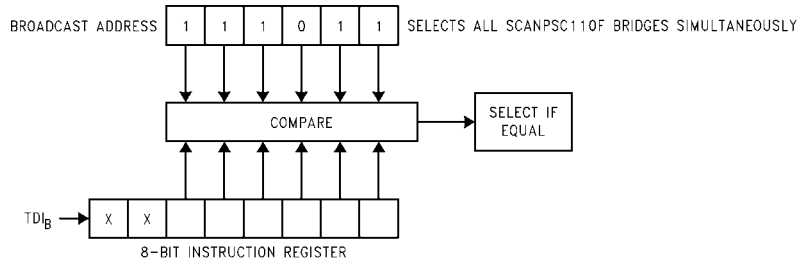 BROADCAST ADDRESS 1 1 1 0 1 1 SELECTS ALL SCANPSC110F BRIDGES SIMULTANEOUSLY
COMPARE
SELECT IF
EQUAL
TDIB X X
8-BIT INSTRUCTION REGISTER